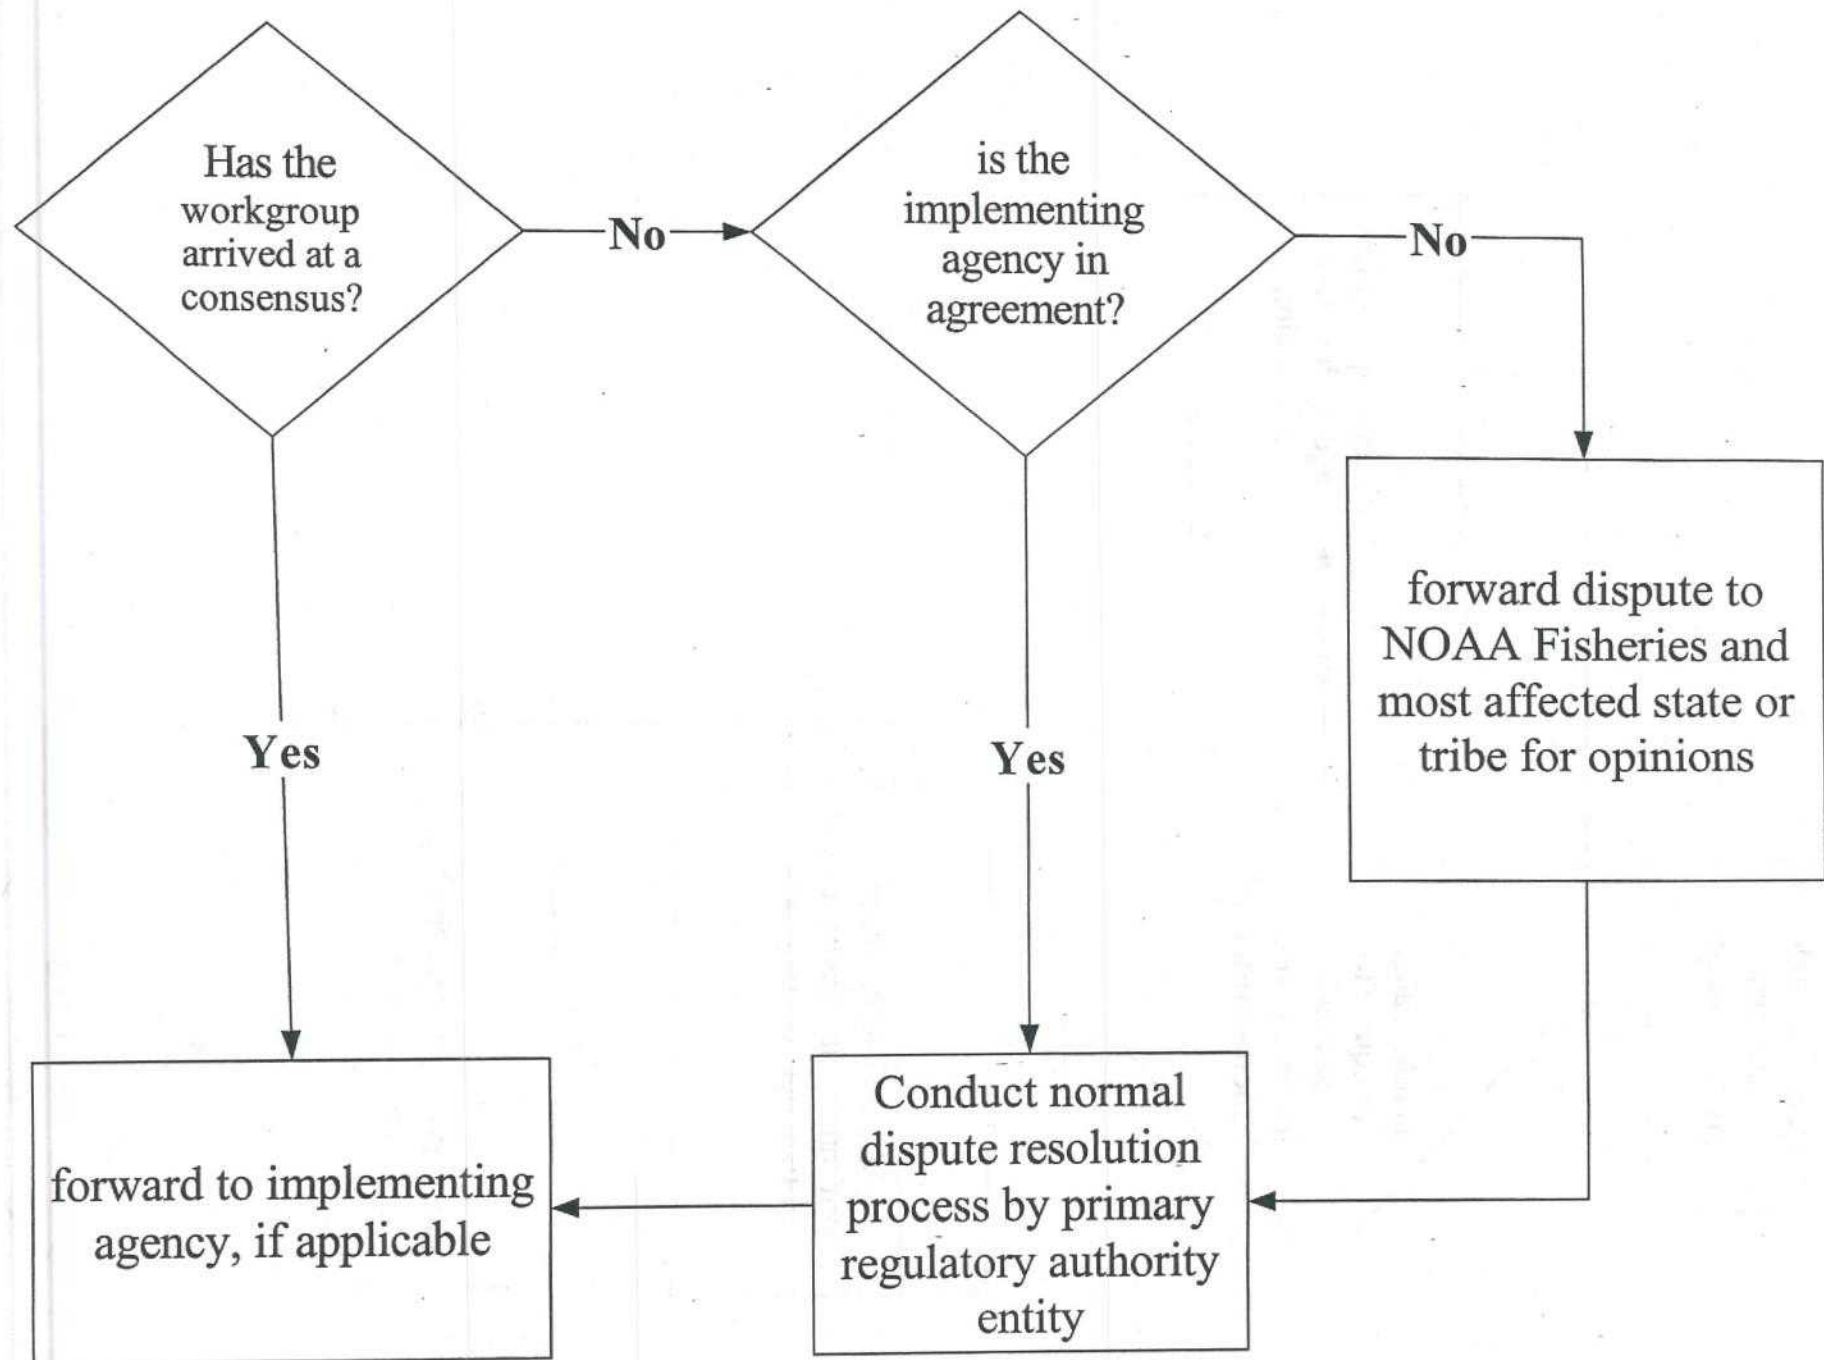 Has the
workgroup
arrived at a
consensus?
No
is the
implementing
agency in
agreement?
No
Yes
Yes
forward dispute to
NOAA Fisheries and
most affected state or
tribe for opinions
forward to implementing
agency, if applicable
Conduct normal
dispute resolution
process by primary
regulatory authority
entity